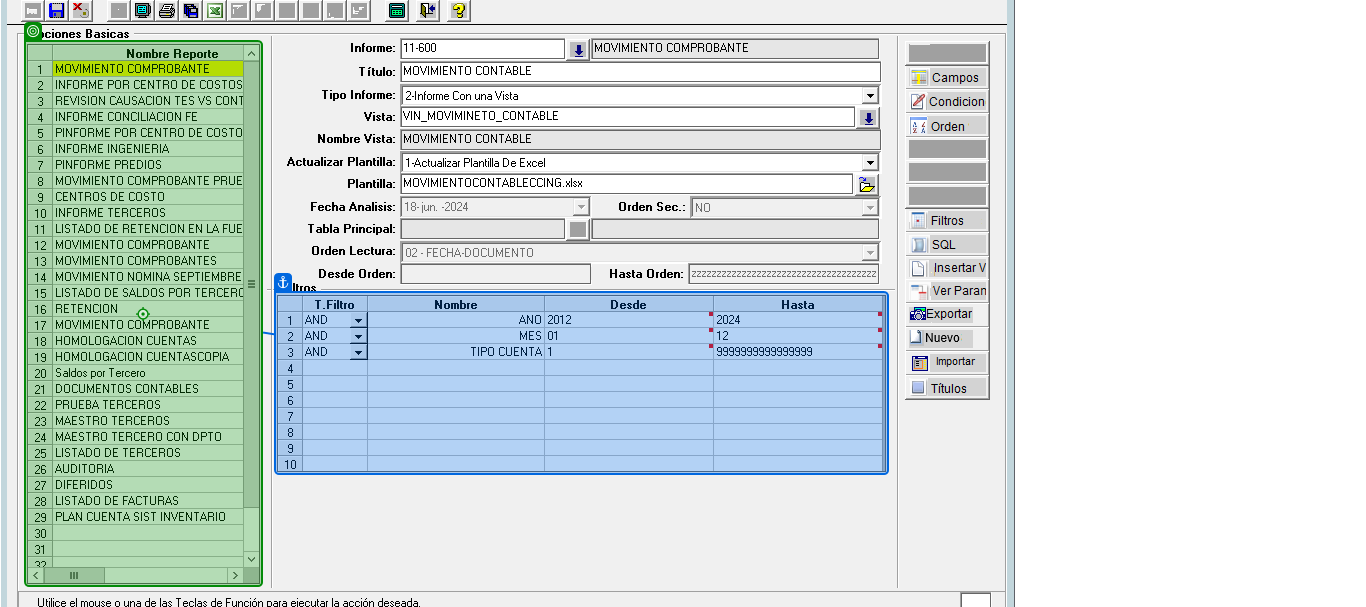 ciones Basicas
Nombre Reporte
1 MOVIMIENTO COMPROBANTE
2 INFORME POR CENTRO DE COSTOS
3 REVISION CAUSACION TES VS CONT
4 INFORME CONCILIACION FE
5 PINFORME POR CENTRO DE COSTO
6 INFORME INGENIERIA
7 PINFORME PREDIOS
8 MOVIMIENTO COMPROBANTE PRUE
9 CENTROS DE COSTO
10 INFORME TERCEROS
11 LISTADO DE RETENCION EN LA FUE
12 MOVIMIENTO COMPROBANTE
13 MOVIMIENTO COMPROBANTES
14 MOVIMIENTO NOMINA SEPTIEMBRE
15 LISTADO DE SALDOS POR TERCERO
16 RETENCION
17 MOVIMIENTO COMPROBANTE
18 HOMOLOGACION CUENTAS
19 HOMOLOGACION CUENTASCOPIA
20 Saldos por Tercero
21 DOCUMENTOS CONTABLES
22 PRUEBA TERCEROS
23 MAESTRO TERCEROS
24 MAESTRO TERCERO CON DPTO
25 LISTADO DE TERCEROS
26 AUDITORIA
27 DIFERIDOS
28 LISTADO DE FACTURAS
29 PLAN CUENTA SIST INVENTARIO
30
31
32
Informe: 11-600 MOVIMIENTO COMPROBANTE
Título: MOVIMIENTO CONTABLE
Tipo Informe: 2-Informe Con una Vista
Vista: VIN_MOVIMINETO_CONTABLE
Nombre Vista: MOVIMIENTO CONTABLE
Actualizar Plantilla: 1-Actualizar Plantilla De Excel
Plantilla: MOVIMIENTOCONTABLECCING.xlsx
Fecha Analisis: 18-jun. -2024 Orden Sec.: NO
Tabla Principal:
Orden Lectura: 02 - FECHA-DOCUMENTO
Desde Orden: Hasta Orden: zzzzzzzzzzzzzzzzzzzzzzzzzzzzzzzzzzzzz
ltros
T.Filtro Nombre Desde Hasta
1 AND ANO 2012 2024
2 AND MES 01 12
3 AND TIPO CUENTA 1 9999999999999999
4
5
6
7
8
9
10
Campos
Condicion
Orden
Filtros
SQL
Insertar V
Ver Param
Exportar
Nuevo
Importar
Títulos
Utilice el mouse o una de las Teclas de Función para ejecutar la acción deseada.